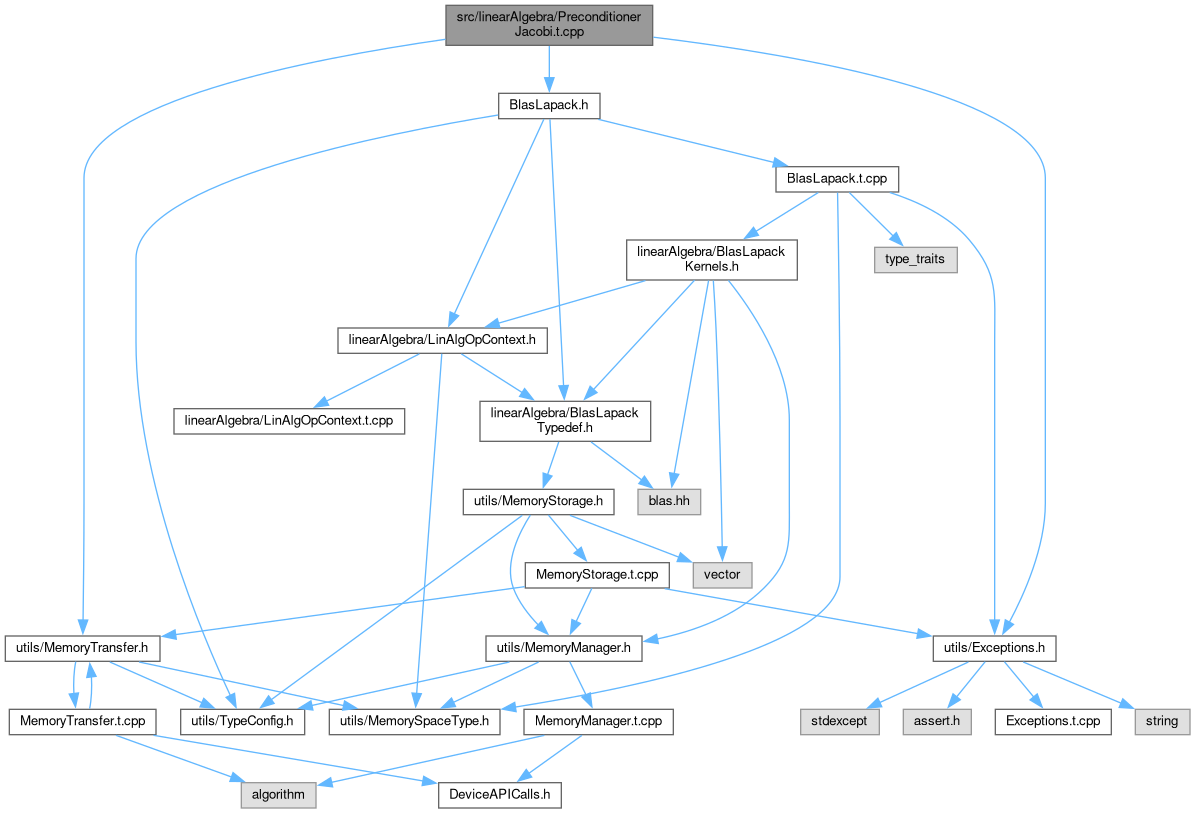 src/linearAlgebra/Preconditioner
Jacobi.t.cpp
BlasLapack.h
BlasLapack.t.cpp
linearAlgebra/BlasLapack
Kernels.h
type_traits
linearAlgebra/LinAlgOpContext.h
linearAlgebra/LinAlgOpContext.t.cpp
linearAlgebra/BlasLapack
Typedef.h
utils/MemoryStorage.h
blas.hh
MemoryStorage.t.cpp
vector
utils/MemoryTransfer.h
utils/MemoryManager.h
utils/Exceptions.h
MemoryTransfer.t.cpp
utils/TypeConfig.h
utils/MemorySpaceType.h
MemoryManager.t.cpp
stdexcept
assert.h
Exceptions.t.cpp
string
algorithm
DeviceAPICalls.h